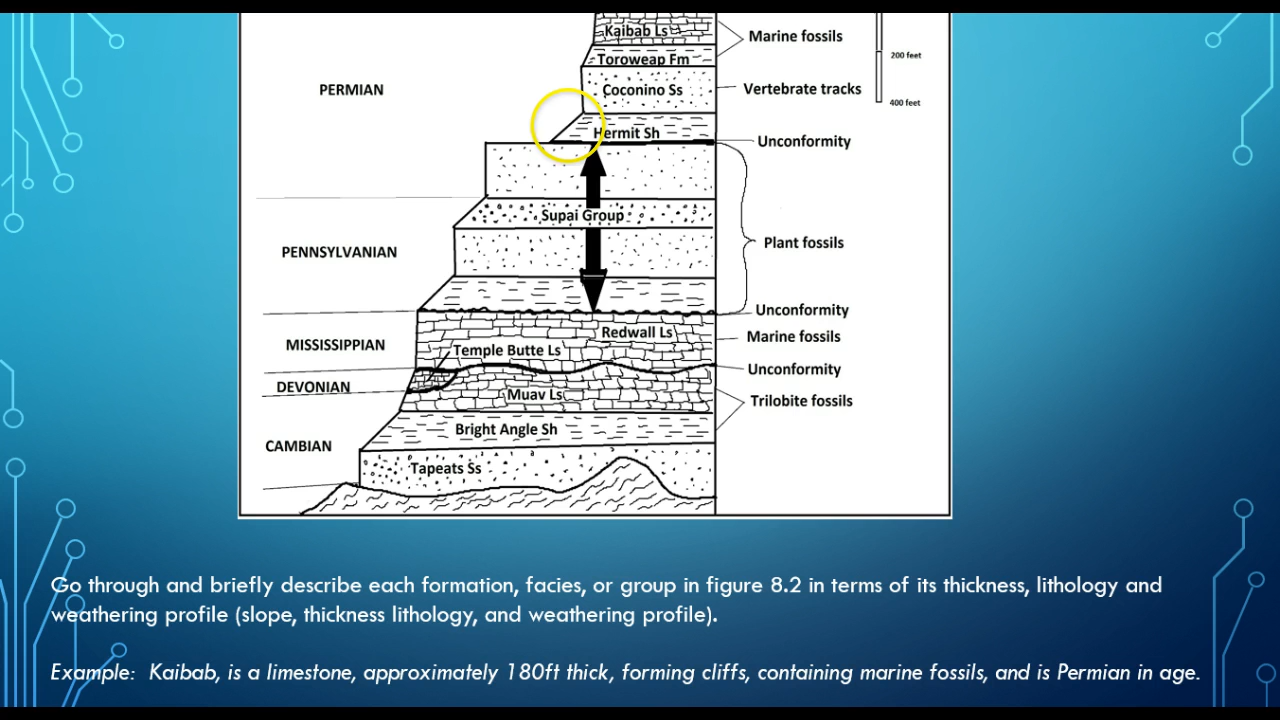 Kaibab Ls
Marine fossils
Toroweap Fm
200 feet
PERMIAN
Coconino Ss
Vertebrate tracks
400 feet
Hermit Sh
Unconformity
Supai Group
Plant fossils
PENNSYLVANIAN
Unconformity
Redwall Ls
Marine fossils
MISSISSIPPIAN
Temple Butte Ls
Unconformity
DEVONIAN
Muav Ls
Trilobite fossils
Bright Angle Sh
CAMBIAN
Tapeats Ss
Go through and briefly describe each formation, facies, or group in figure 8.2 in terms of its thickness, lithology and
weathering profile (slope, thickness lithology, and weathering profile).
Example: Kaibab, is a limestone, approximately 180ft thick, forming cliffs, containing marine fossils, and is Permian in age.